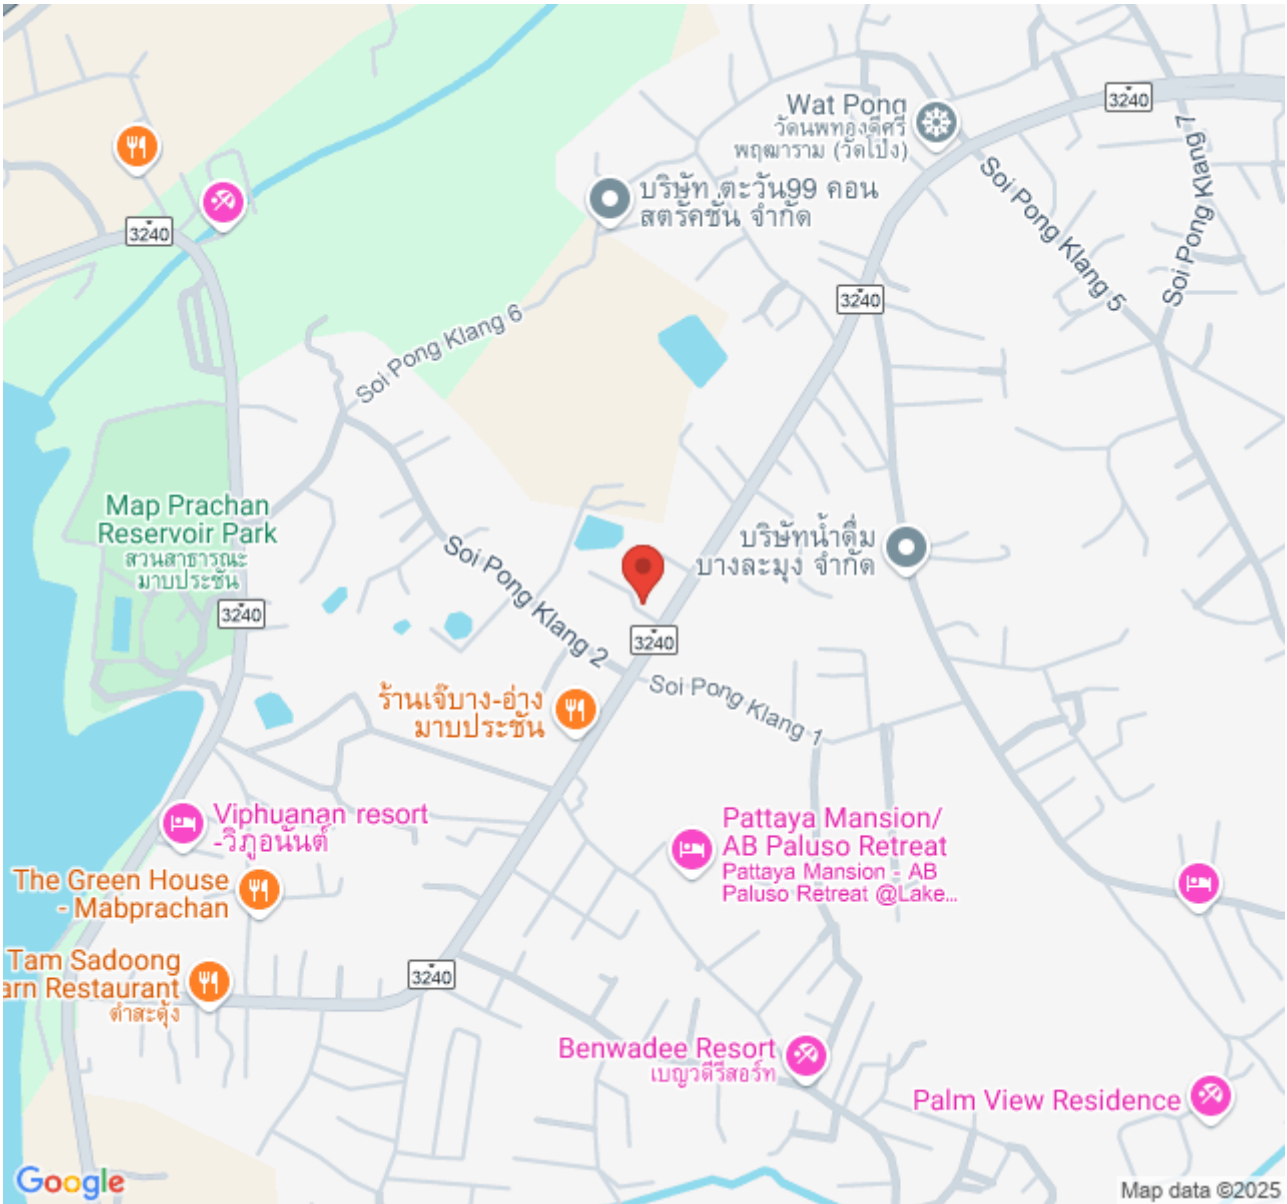 3240
Wat Pong
วัดนพทองดีศรี
พฤฒาราม (วัดโป่ง)
บริษัท ตะวัน99 คอน
สตรัคชั่น จำกัด
Soi Pong Klang 7
Soi Pong Klang 5
3240
3240
Soi Pong Klang 6
Map Prachan
Reservoir Park
สวนสาธารณะ
มาบประชัน
บริษัทน้ำดื่ม
บางละมุง จำกัด
Soi Pong Klang 2
3240
3240
Soi Pong Klang 1
ร้านเจ๊บาง-อ่าง
มาบประชัน
Viphuanan resort
-วิภูอนันต์
Pattaya Mansion/
AB Paluso Retreat
Pattaya Mansion - AB
Paluso Retreat @Lake...
The Green House
- Mabprachan
Tam Sadoong
arn Restaurant
ตำสะดุ้ง
3240
Benwadee Resort
เบญวดีรีสอร์ท
Palm View Residence
Google
Map data ©2025